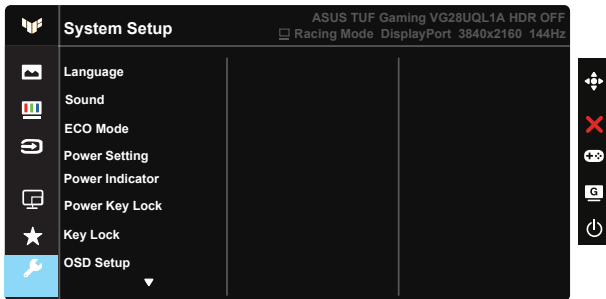 System Setup
ASUS TUF Gaming VG28UQL1A HDR OFF
Racing Mode DisplayPort 3840x2160 144Hz
Language
Sound
ECO Mode
Power Setting
Power Indicator
Power Key Lock
Key Lock
OSD Setup
G